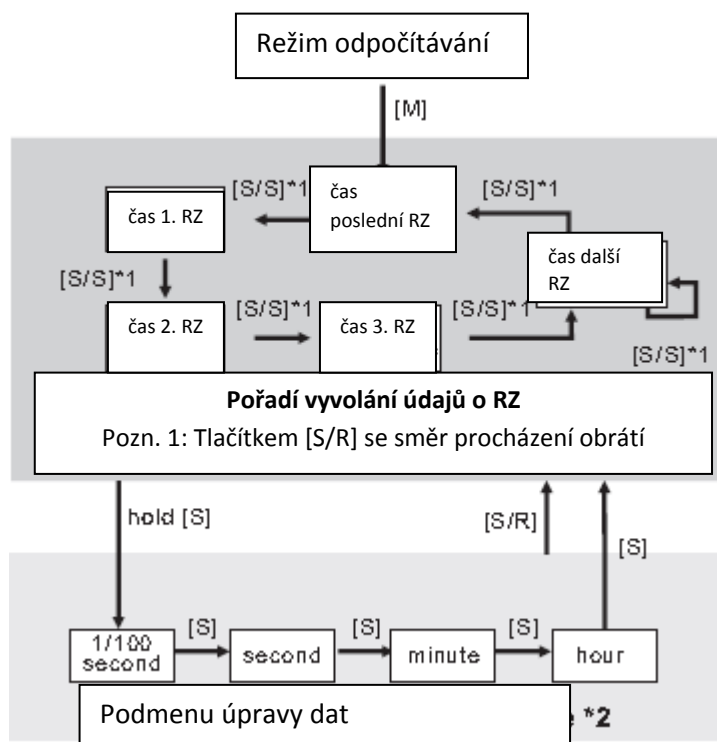 Režim odpočítávání
[M]
[S/S]*1
[S/S]*1
čas 1. RZ
čas
poslední RZ
čas další
RZ
[S/S]*1
čas 2. RZ
[S/S]*1
čas 3. RZ
[S/S]*1
[S/S]*1
Pořadí vyvolání údajů o RZ
Pozn. 1: Tlačítkem [S/R] se směr procházení obrátí
hold [S]
[S/R]
[S]
1/100
second
[S]
second
[S]
minute
[S]
hour
Podmenu úpravy dat
*2